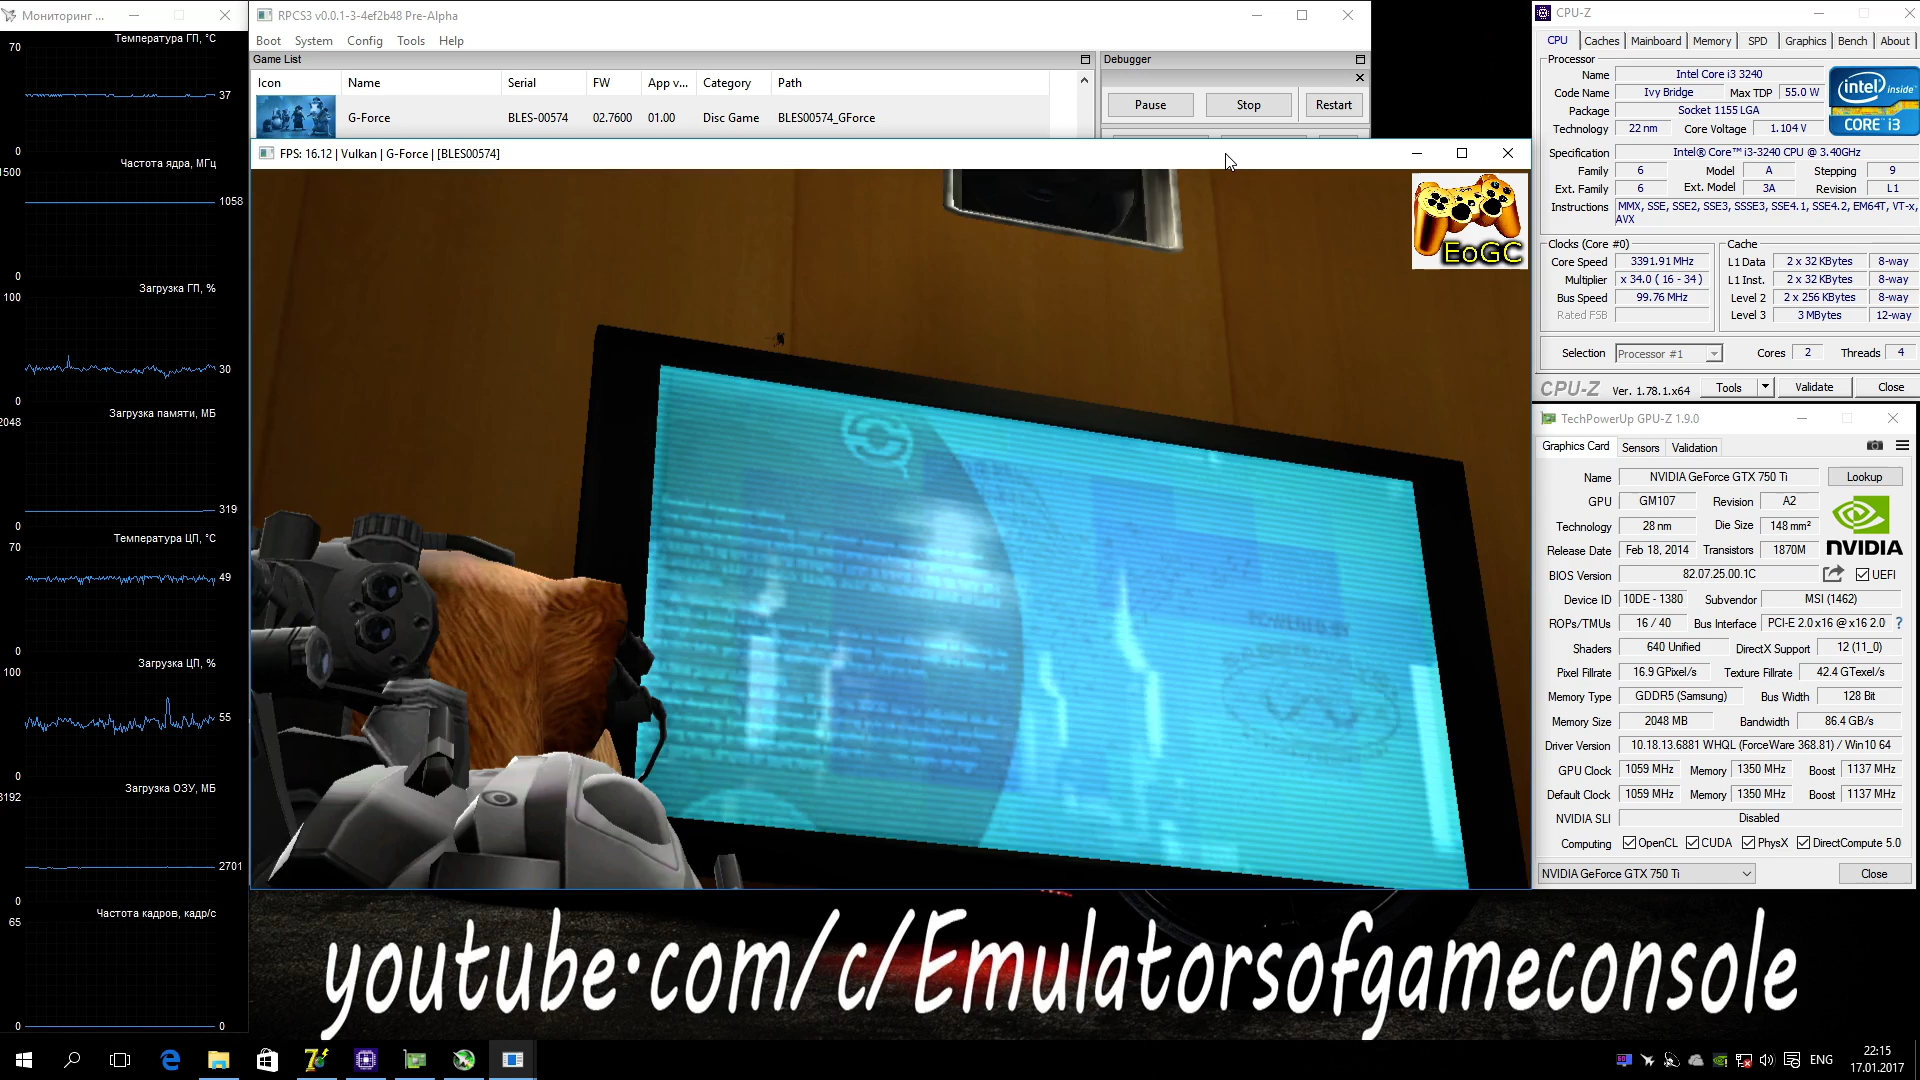 Мониторинг ...
Температура ГП, °C
70
37
0
Частота ядра, МГц
1500
1058
0
Загрузка ГП, %
100
30
0
Загрузка памяти, МБ
2048
319
0
Температура ЦП, °C
70
49
0
Загрузка ЦП, %
100
55
0
Загрузка ОЗУ, МБ
8192
2701
0
Частота кадров, кадр/с
65
0 0
RPCS3 v0.0.1-3-4ef2b48 Pre-Alpha
Boot System Config Tools Help
Game List
Icon Name Serial FW App v... Category Path
G-Force BLES-00574 02.7600 01.00 Disc Game BLES00574_GForce
Debugger
Pause Stop Restart
FPS: 16.12 | Vulkan | G-Force | [BLES00574]
EoGC
CPU-Z
CPU Caches Mainboard Memory SPD Graphics Bench About
Processor
Name Intel Core i3 3240
Code Name Ivy Bridge Max TDP 55.0 W
Package Socket 1155 LGA
Technology 22 nm Core Voltage 1.104 V
Specification Intel® Core™ i3-3240 CPU @ 3.40GHz
Family 6 Model A Stepping 9
Ext. Family 6 Ext. Model 3A Revision L1
Instructions MMX, SSE, SSE2, SSE3, SSSE3, SSE4.1, SSE4.2, EM64T, VT-x,
AVX
intel inside™
CORE i3
Clocks (Core #0)
Core Speed 3391.91 MHz
Multiplier x 34.0 ( 16 - 34 )
Bus Speed 99.76 MHz
Rated FSB
Cache
L1 Data 2 x 32 KBytes 8-way
L1 Inst. 2 x 32 KBytes 8-way
Level 2 2 x 256 KBytes 8-way
Level 3 3 MBytes 12-way
Selection Processor #1 Cores 2 Threads 4
CPU-Z Ver. 1.78.1.x64 Tools Validate Close
TechPowerUp GPU-Z 1.9.0
Graphics Card Sensors Validation
Name NVIDIA GeForce GTX 750 Ti Lookup
GPU GM107 Revision A2
Technology 28 nm Die Size 148 mm²
Release Date Feb 18, 2014 Transistors 1870M
NVIDIA
BIOS Version 82.07.25.00.1C UEFI
Device ID 10DE - 1380 Subvendor MSI (1462)
ROPs/TMUs 16 / 40 Bus Interface PCI-E 2.0 x16 @ x16 2.0 ?
Shaders 640 Unified DirectX Support 12 (11_0)
Pixel Fillrate 16.9 GPixel/s Texture Fillrate 42.4 GTexel/s
Memory Type GDDR5 (Samsung) Bus Width 128 Bit
Memory Size 2048 MB Bandwidth 86.4 GB/s
Driver Version 10.18.13.6881 WHQL (ForceWare 368.81) / Win10 64
GPU Clock 1059 MHz Memory 1350 MHz Boost 1137 MHz
Default Clock 1059 MHz Memory 1350 MHz Boost 1137 MHz
NVIDIA SLI Disabled
Computing OpenCL CUDA PhysX DirectCompute 5.0
NVIDIA GeForce GTX 750 Ti Close
youtube.com/c/Emulatorsofgameconsole
ENG
22:15
17.01.2017